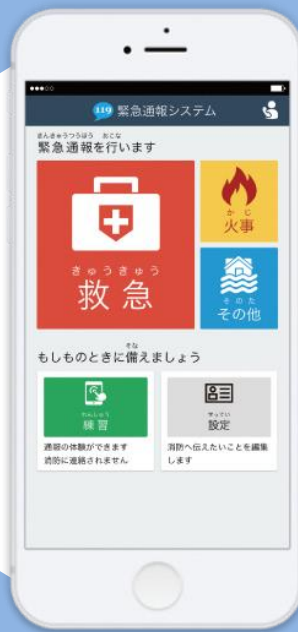 119 緊急通報システム
きんきゅうつうほう おこな
緊急通報を行います
きゅうきゅう
救急
かじ
火事
そのた
その他
そな
もしものときに備えましょう
れんしゅう
練習
せってい
設定
通報の体験ができます
消防に連絡されません
消防へ伝えたいことを編集
します